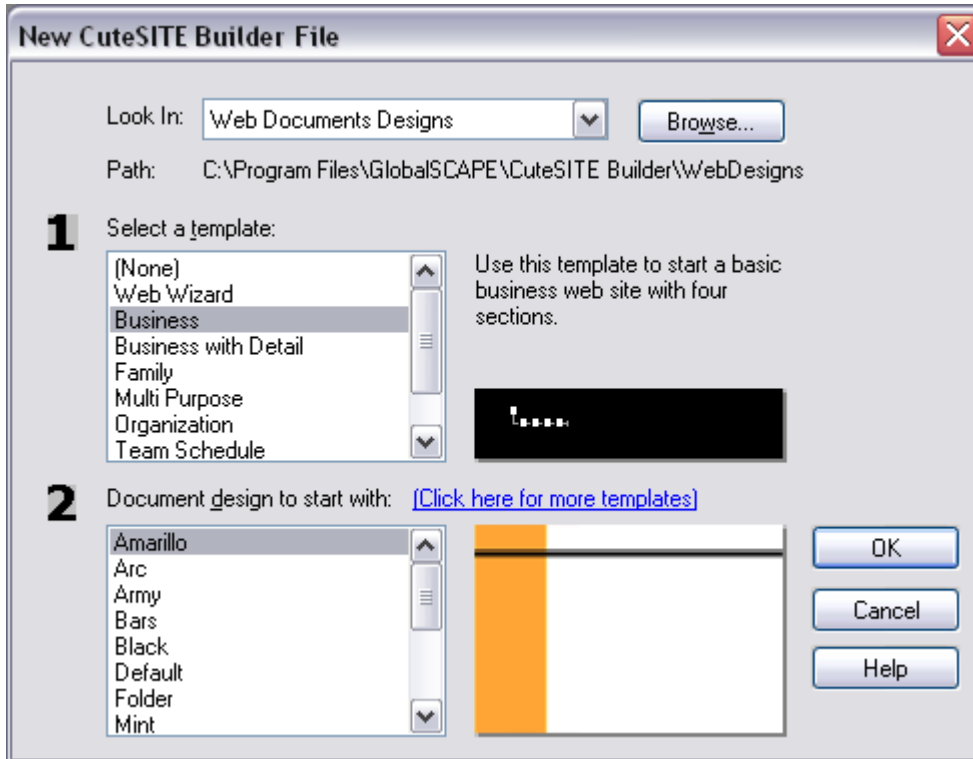 New CuteSITE Builder File
Look In: Web Documents Designs Browse...
Path: C:\Program Files\GlobalSCAPE\CuteSITE Builder\WebDesigns
1 Select a template:
(None)
Web Wizard
Business
Business with Detail
Family
Multi Purpose
Organization
Team Schedule
Use this template to start a basic
business web site with four
sections.
2 Document design to start with: (Click here for more templates)
Amarillo
Arc
Army
Bars
Black
Default
Folder
Mint
OK
Cancel
Help